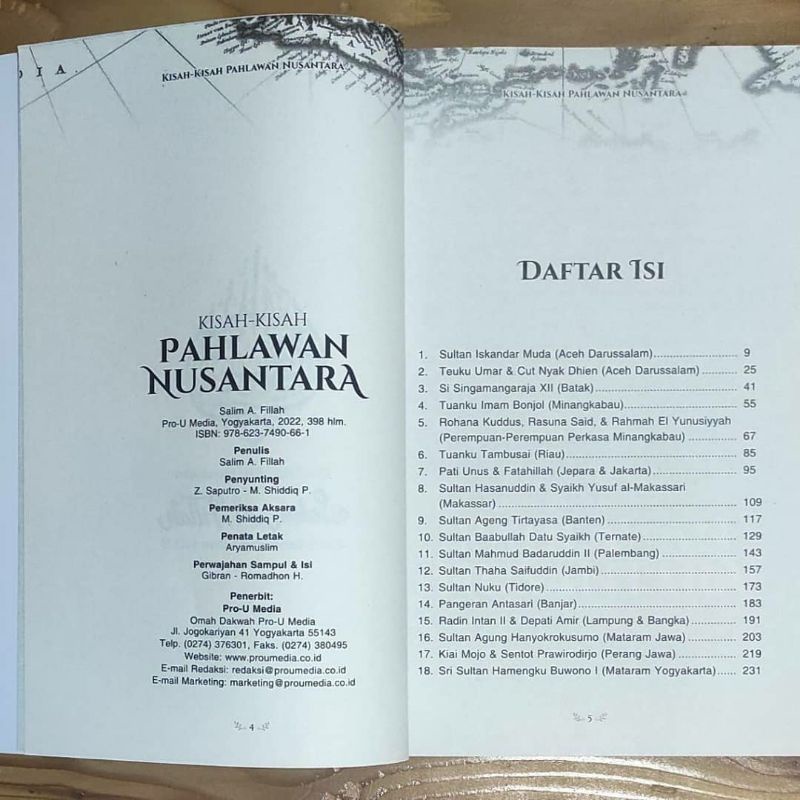 DIA
KISAH-KISAH PAHLAWAN NUSANTARA
KISAH-KISAH
PAHLAWAN
NUSANTARA
Salim A. Fillah
Pro-U Media, Yogyakarta, 2022, 398 hlm.
ISBN: 978-623-7490-66-1
Penulis
Salim A. Fillah
Penyunting
Z. Saputro - M. Shiddiq P.
Pemeriksa Aksara
M. Shiddiq P.
Penata Letak
Aryamuslim
Perwajahan Sampul & Isi
Gibran - Romadhon H.
Penerbit:
Pro-U Media
Omah Dakwah Pro-U Media
Jl. Jogokariyan 41 Yogyakarta 55143
Telp. (0274) 376301, Faks. (0274) 380495
Website: www.proumedia.co.id
E-mail Redaksi: redaksi@proumedia.co.id
E-mail Marketing: marketing@proumedia.co.id
4
KISAH-KISAH PAHLAWAN NUSANTARA
DAFTAR ISI
1. Sultan Iskandar Muda (Aceh Darussalam)......................... 9
2. Teuku Umar & Cut Nyak Dhien (Aceh Darussalam)............ 25
3. Si Singamangaraja XII (Batak)............................................ 41
4. Tuanku Imam Bonjol (Minangkabau)................................... 55
5. Rohana Kuddus, Rasuna Said, & Rahmah El Yunusiyyah
(Perempuan-Perempuan Perkasa Minangkabau)............... 67
6. Tuanku Tambusai (Riau)..................................................... 85
7. Pati Unus & Fatahillah (Jepara & Jakarta).......................... 95
8. Sultan Hasanuddin & Syaikh Yusuf al-Makassari
(Makassar)........................................................................ 109
9. Sultan Ageng Tirtayasa (Banten)....................................... 117
10. Sultan Baabullah Datu Syaikh (Ternate)........................... 129
11. Sultan Mahmud Badaruddin II (Palembang)...................... 143
12. Sultan Thaha Saifuddin (Jambi)......................................... 157
13. Sultan Nuku (Tidore).......................................................... 173
14. Pangeran Antasari (Banjar)................................................ 183
15. Radin Intan II & Depati Amir (Lampung & Bangka)............ 191
16. Sultan Agung Hanyokrokusumo (Mataram Jawa).............. 203
17. Kiai Mojo & Sentot Prawirodirjo (Perang Jawa)................. 219
18. Sri Sultan Hamengku Buwono I (Mataram Yogyakarta)...... 231
5